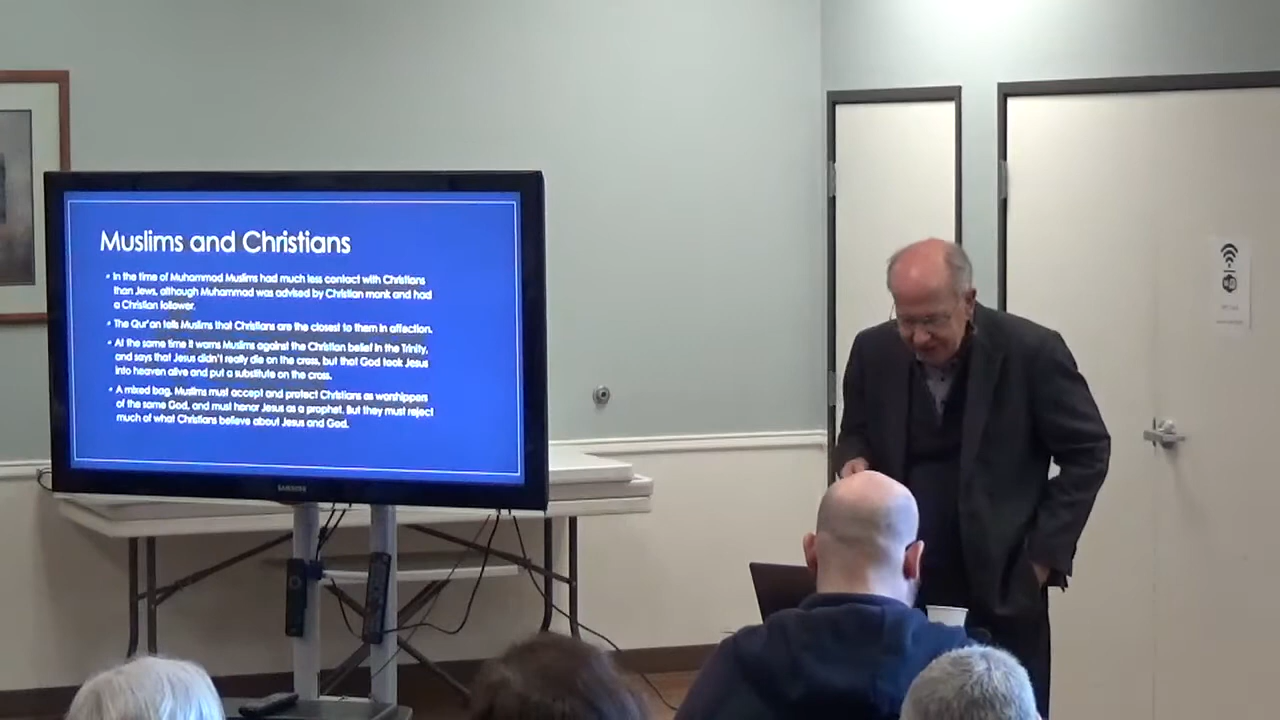 Muslims and Christians
• In the time of Muhammad Muslims had much less contact with Christians
than Jews, although Muhammad was advised by Christian monk and had
a Christian follower.
• The Qur'an tells Muslims that Christians are the closest to them in affection.
• At the same time it warns Muslims against the Christian belief in the Trinity,
and says that Jesus didn't really die on the cross, but that God took Jesus
into heaven alive and put a substitute on the cross.
• A mixed bag. Muslims must accept and protect Christians as worshippers
of the same God, and must honor Jesus as a prophet. But they must reject
much of what Christians believe about Jesus and God.
SAMSUNG